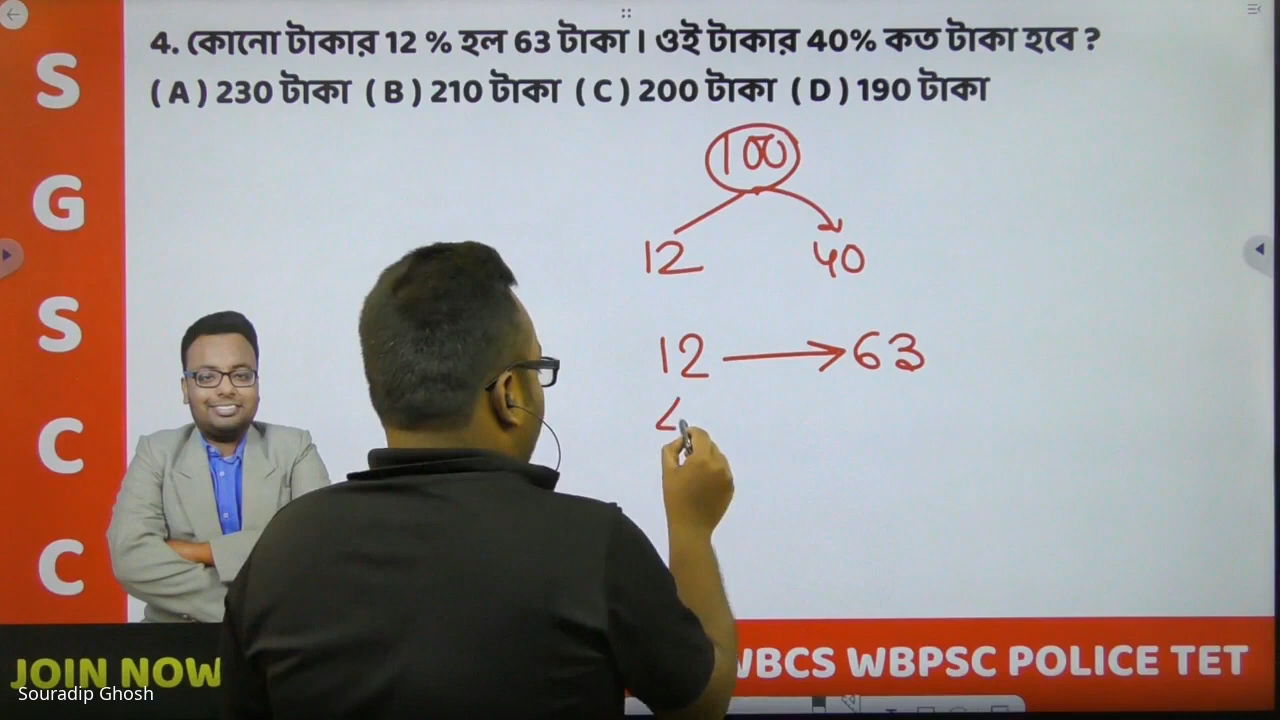 S
G
S
C
C
4. কোনো টাকার 12 % হল 63 টাকা। ওই টাকার 40% কত টাকা হবে ?
( A ) 230 টাকা ( B ) 210 টাকা ( C ) 200 টাকা ( D ) 190 টাকা
100
12 40
12 → 63
JOIN NOW
WBCS WBPSC POLICE TET
Souradip Ghosh